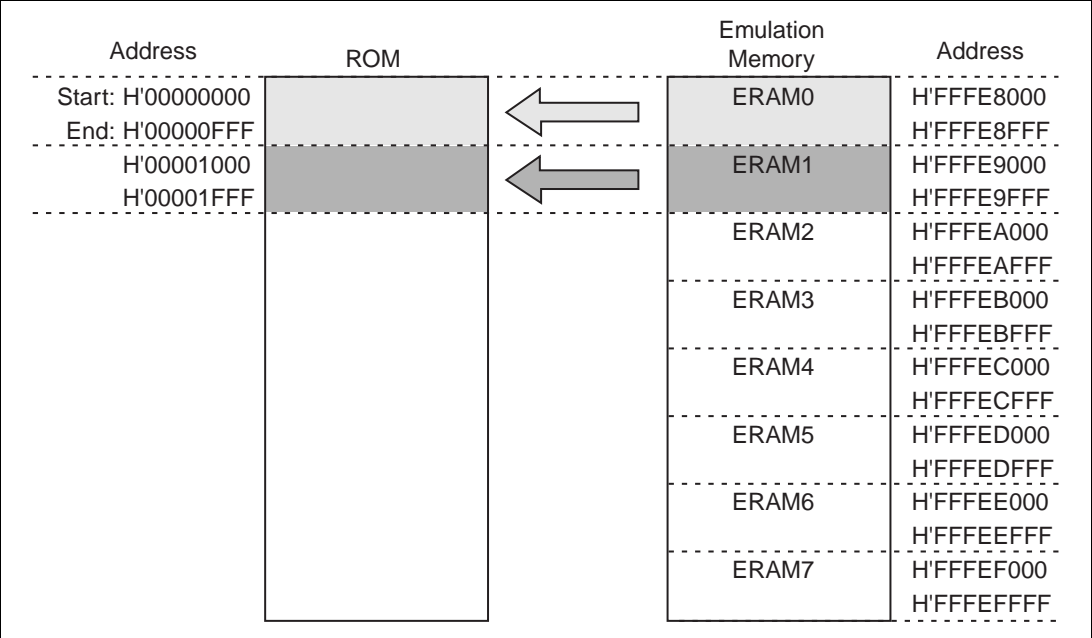 Address ROM Emulation Memory Address
Start: H'00000000 ERAM0 H'FFFE8000
End: H'00000FFF H'FFFE8FFF
H'00001000 ERAM1 H'FFFE9000
H'00001FFF H'FFFE9FFF
ERAM2 H'FFFEA000
H'FFFEAFFF
ERAM3 H'FFFEB000
H'FFFEBFFF
ERAM4 H'FFFEC000
H'FFFECFFF
ERAM5 H'FFFED000
H'FFFEDFFF
ERAM6 H'FFFEE000
H'FFFEEFFF
ERAM7 H'FFFEF000
H'FFFEFFFF